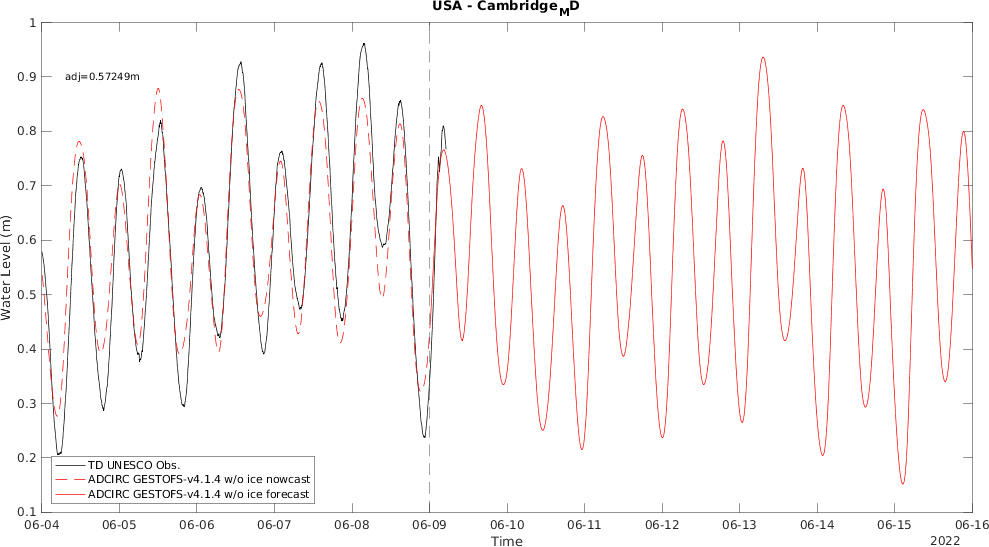 USA - Cambridge_MD
1
0.9
0.8
0.7
0.6
0.5
0.4
0.3
0.2
0.1
Water Level (m)
adj=0.57249m
TD UNESCO Obs.
ADCIRC GESTOFS-v4.1.4 w/o ice nowcast
ADCIRC GESTOFS-v4.1.4 w/o ice forecast
06-04 06-05 06-06 06-07 06-08 06-09 06-10 06-11 06-12 06-13 06-14 06-15 06-16
Time
2022